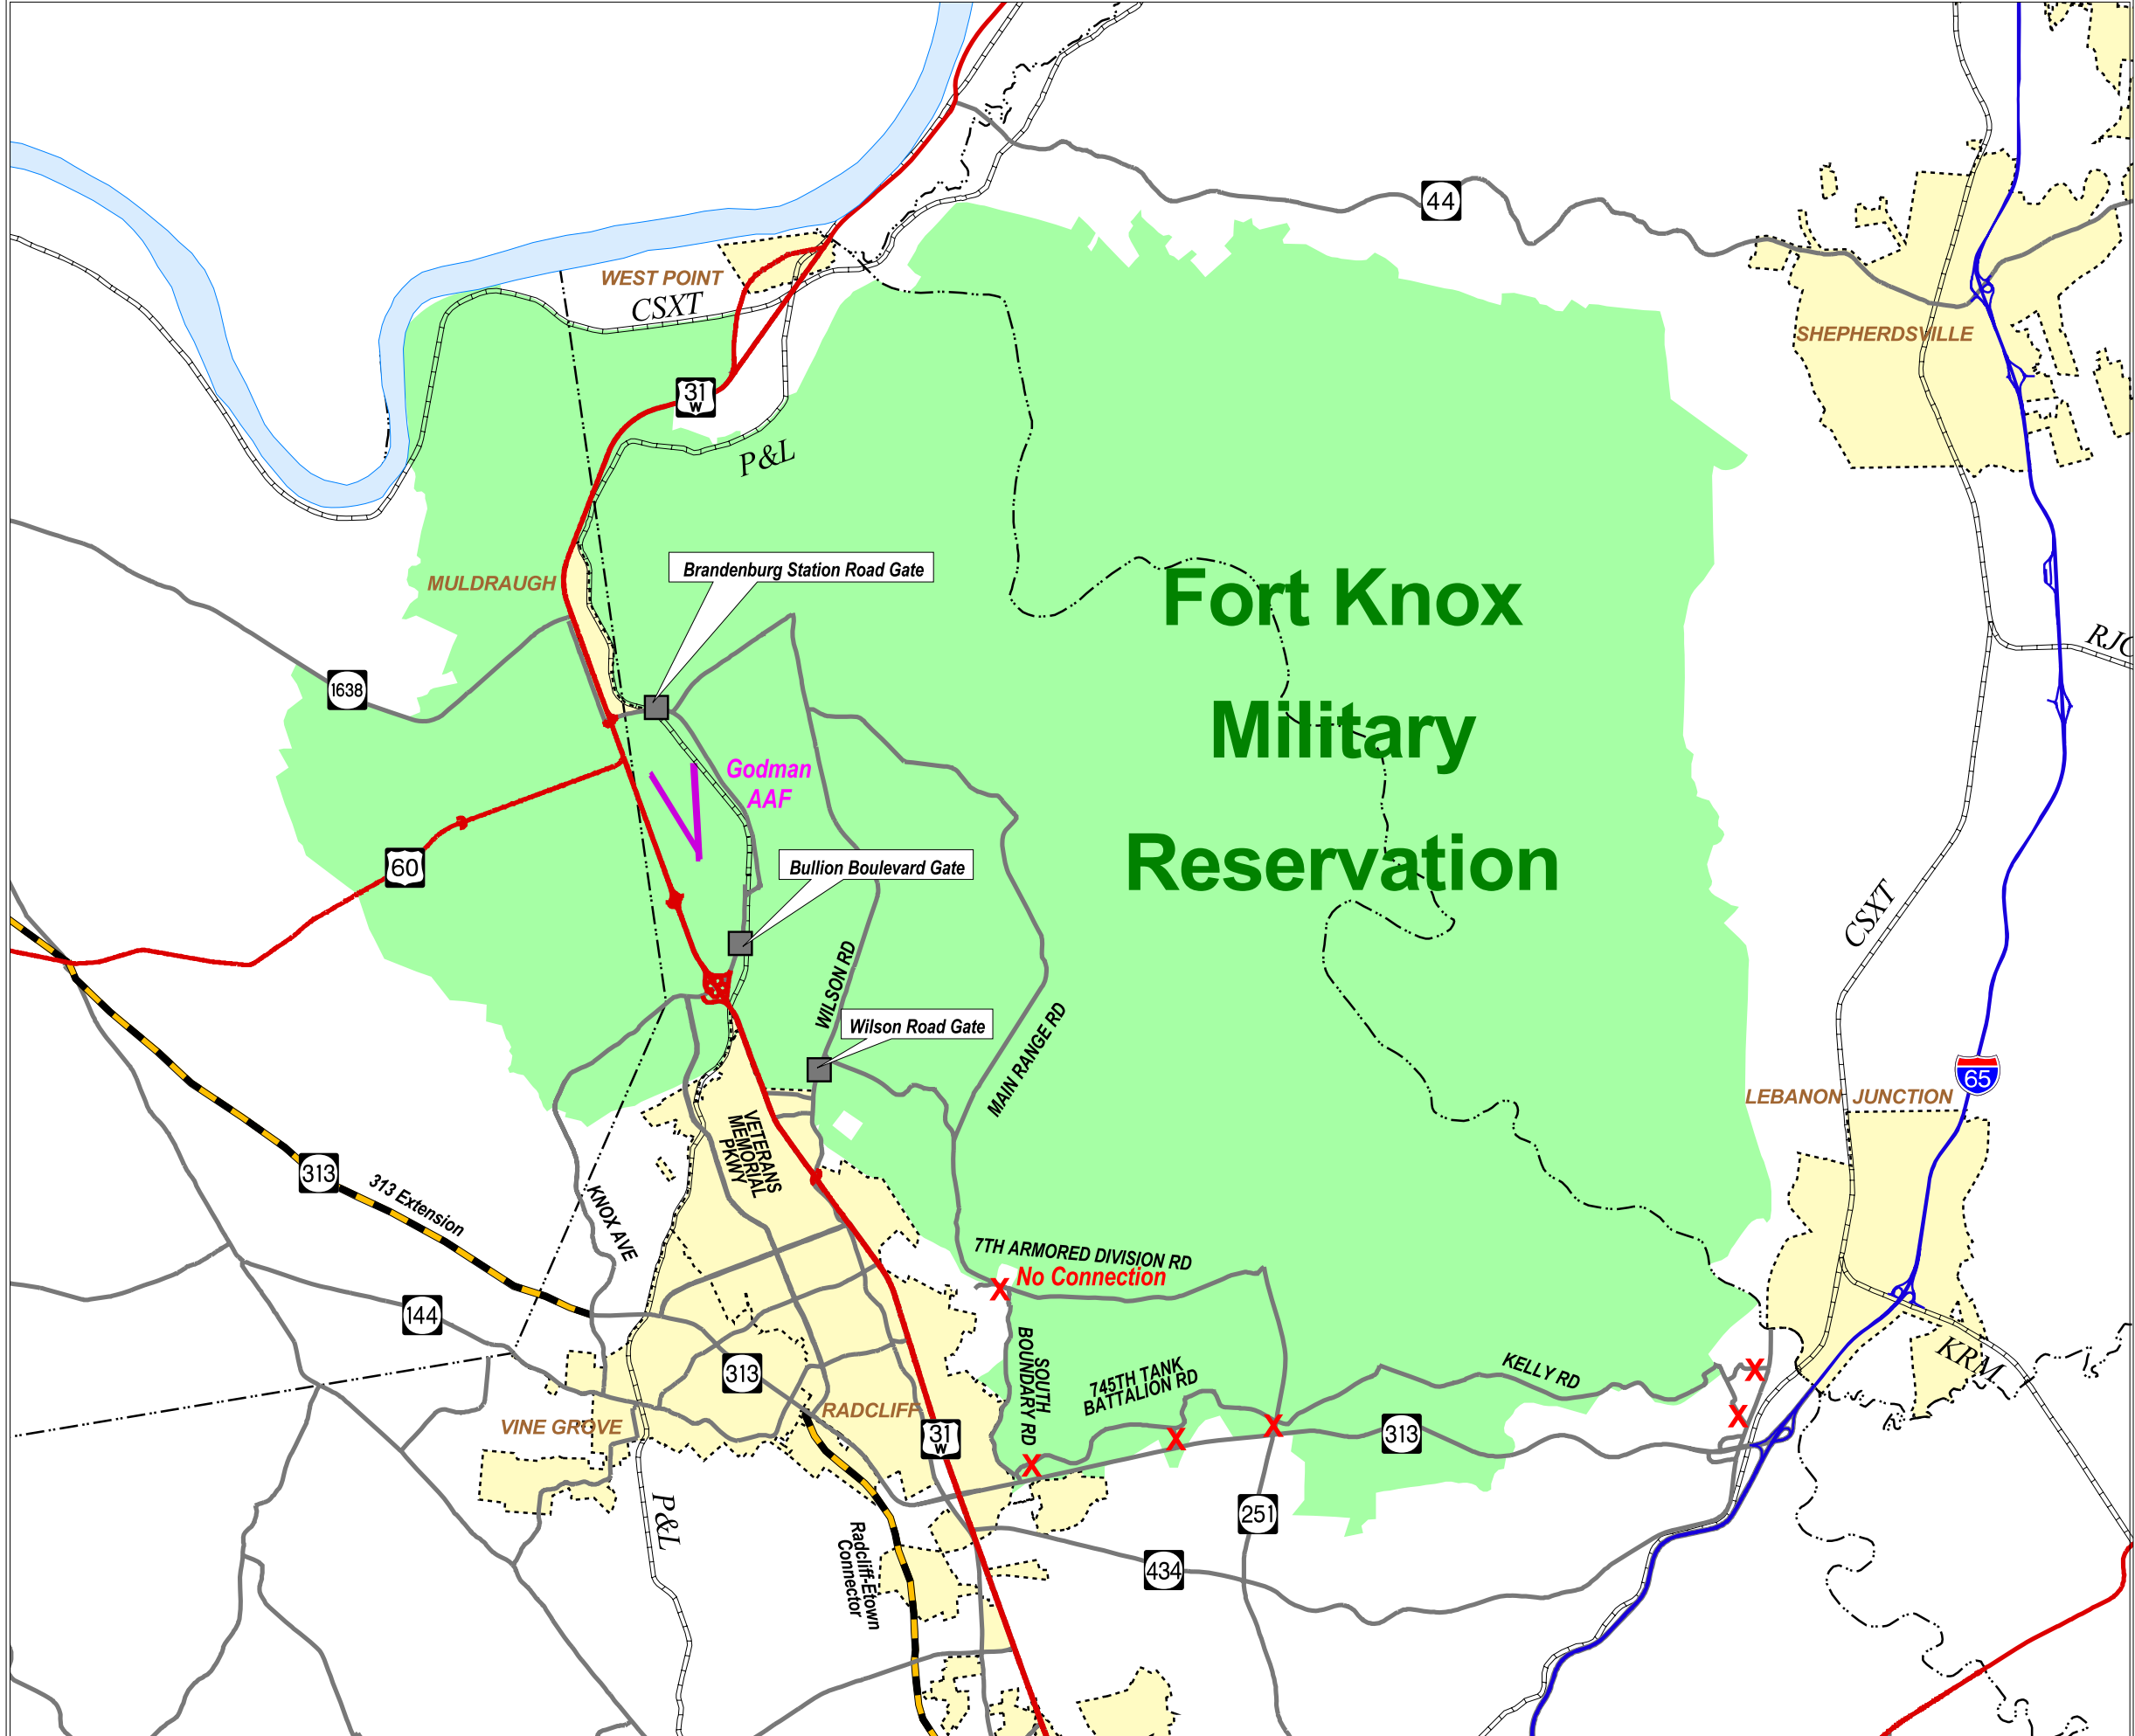 44
WEST POINT
CSXT
SHEPHERDSVILLE
31
W
P&L
Brandenburg Station Road Gate
MULDRAUGH
Fort Knox
Military
Reservation
1638
Godman
AAF
60
Bullion Boulevard Gate
CSXT
WILSON RD
Wilson Road Gate
MAIN RANGE RD
65
LEBANON JUNCTION
VETERANS
MEMORIAL
PKWY
313
313 Extension
KNOX AVE
7TH ARMORED DIVISION RD
X
No Connection
144
SOUTH
BOUNDARY RD
745TH TANK
BATTALION RD
KELLY RD
X
KRM
313
RADCLIFF
VINE GROVE
31
W
X
X
X
X
313
P&L
Radcliff-Etown
Connector
251
434